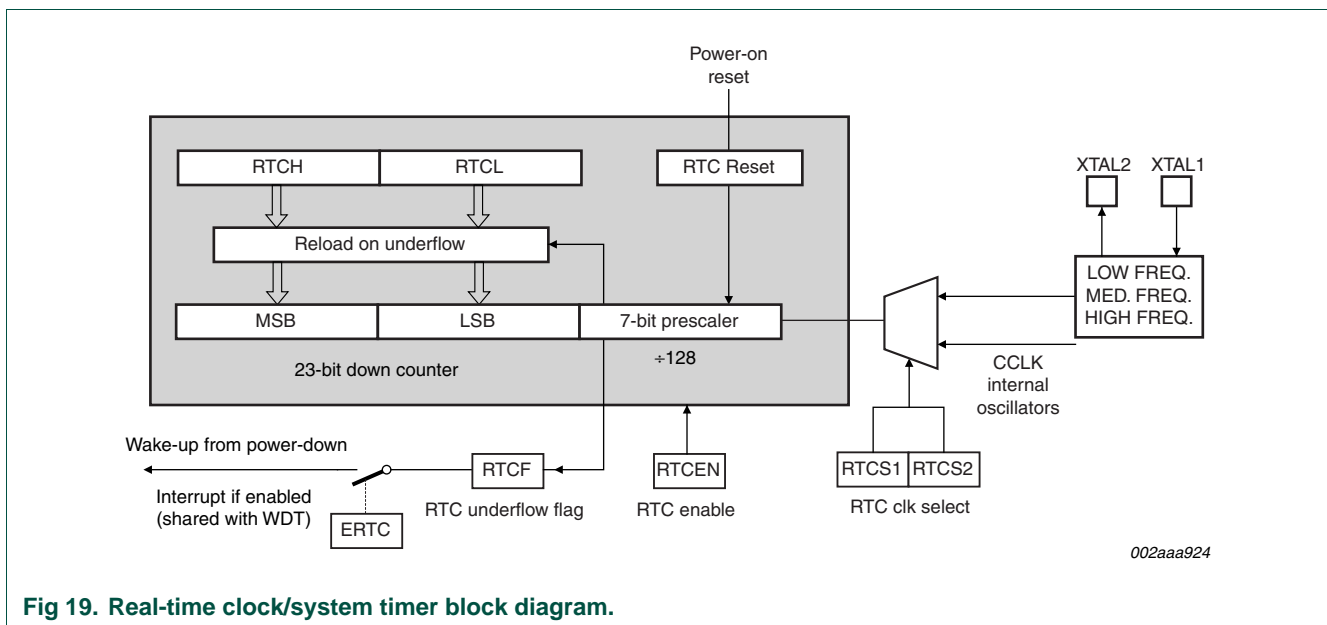 Power-on
reset
RTCH
RTCL
RTC Reset
XTAL2
XTAL1
Reload on underflow
LOW FREQ.
MED. FREQ.
HIGH FREQ.
MSB
LSB
7-bit prescaler
÷128
23-bit down counter
CCLK
internal
oscillators
Wake-up from power-down
RTCF
RTCEN
RTCS1
RTCS2
Interrupt if enabled
(shared with WDT)
RTC underflow flag
RTC enable
RTC clk select
ERTC
002aaa924
Fig 19. Real-time clock/system timer block diagram.